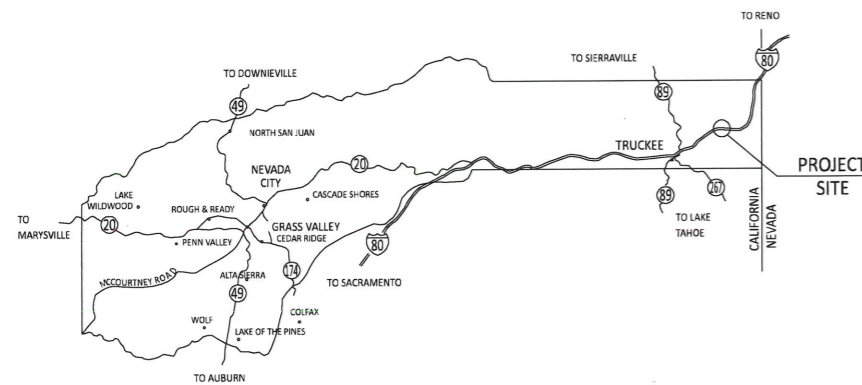 TO RENO
80
TO SIERRAVILLE
89
TO DOWNIEVILLE
49
NORTH SAN JUAN
TRUCKEE
PROJECT
SITE
NEVADA
CITY
20
CASCADE SHORES
LAKE
WILDWOOD
ROUGH & READY
89
267
TO LAKE
TAHOE
CALIFORNIA
NEVADA
TO
MARYSVILLE
20
GRASS VALLEY
CEDAR RIDGE
PENN VALLEY
80
MCCOURTNEY ROAD
ALTA SIERRA
174
TO SACRAMENTO
49
WOLF
COLFAX
LAKE OF THE PINES
TO AUBURN